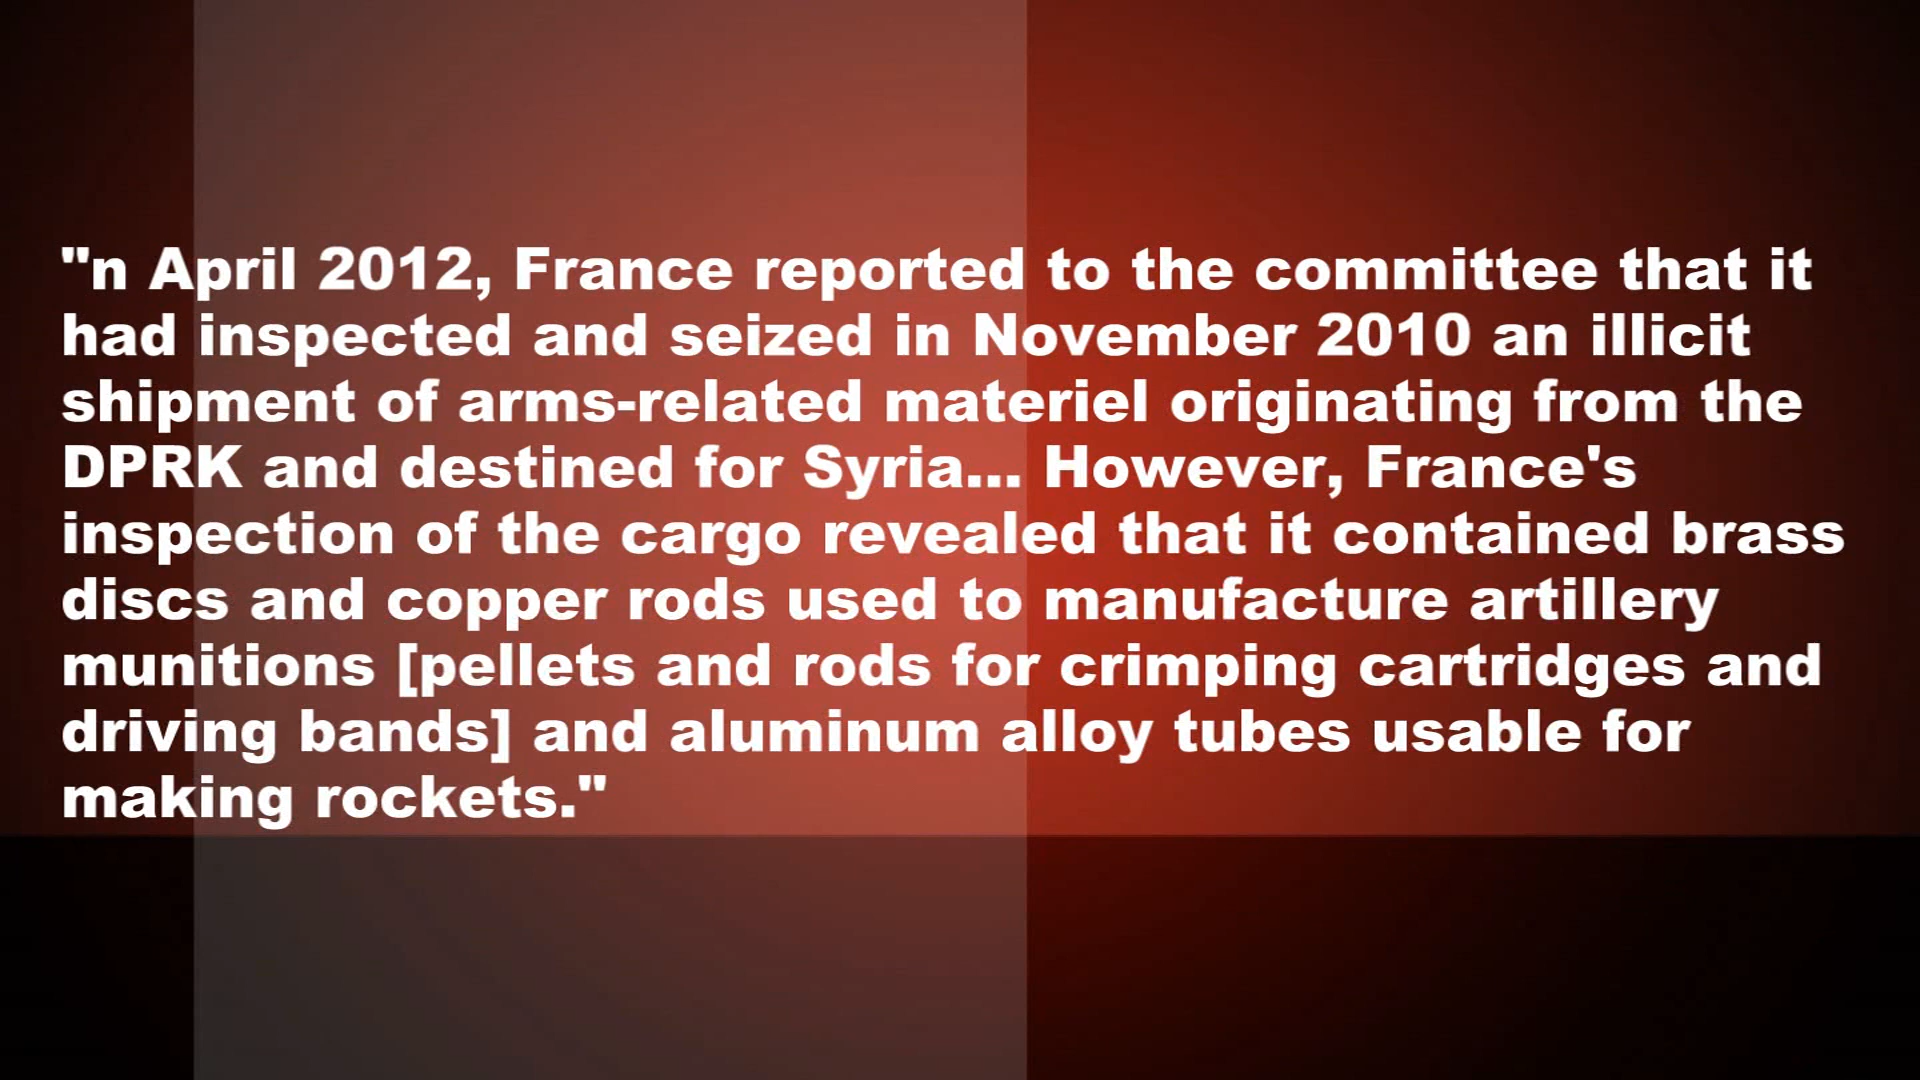 "n April 2012, France reported to the committee that it
had inspected and seized in November 2010 an illicit
shipment of arms-related materiel originating from the
DPRK and destined for Syria... However, France's
inspection of the cargo revealed that it contained brass
discs and copper rods used to manufacture artillery
munitions [pellets and rods for crimping cartridges and
driving bands] and aluminum alloy tubes usable for
making rockets."